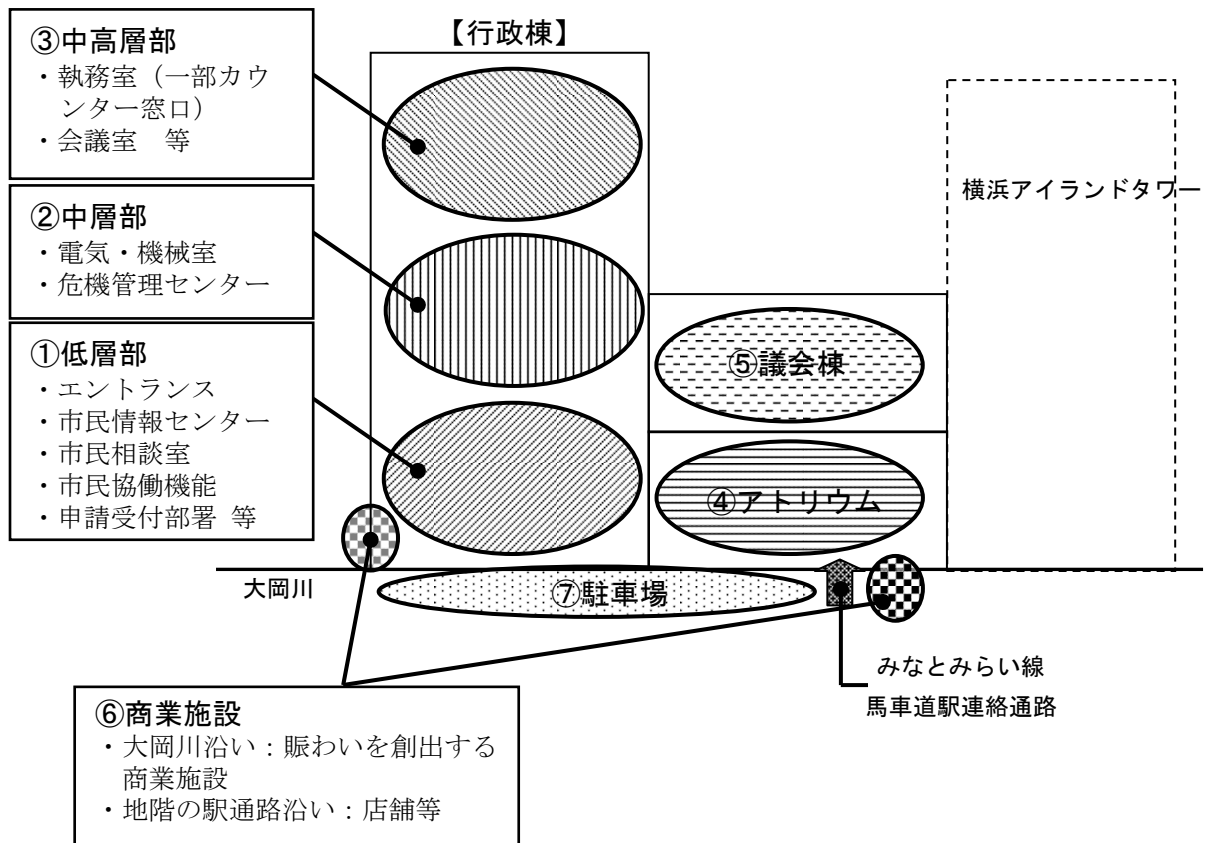 ③中高層部
・執務室（一部カウ
ンター窓口）
・会議室　等
②中層部
・電気・機械室
・危機管理センター
①低層部
・エントランス
・市民情報センター
・市民相談室
・市民協働機能
・申請受付部署 等
【行政棟】
横浜アイランドタワー
⑤議会棟
④アトリウム
大岡川
⑦駐車場
みなとみらい線
馬車道駅連絡通路
⑥商業施設
・大岡川沿い：賑わいを創出する
商業施設
・地階の駅通路沿い：店舗等